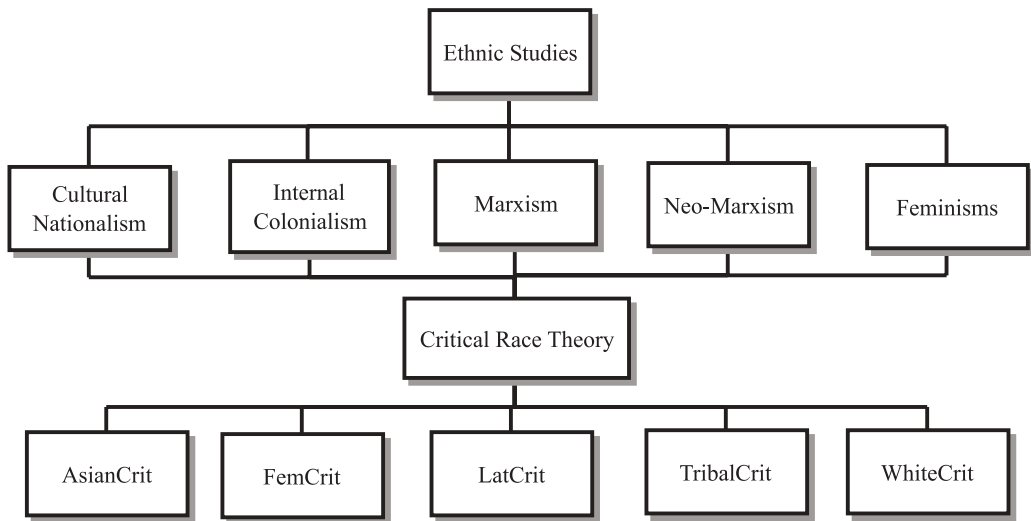 Ethnic Studies
Cultural
Nationalism
Internal
Colonialism
Marxism
Neo-Marxism
Feminisms
Critical Race Theory
AsianCrit
FemCrit
LatCrit
TribalCrit
WhiteCrit